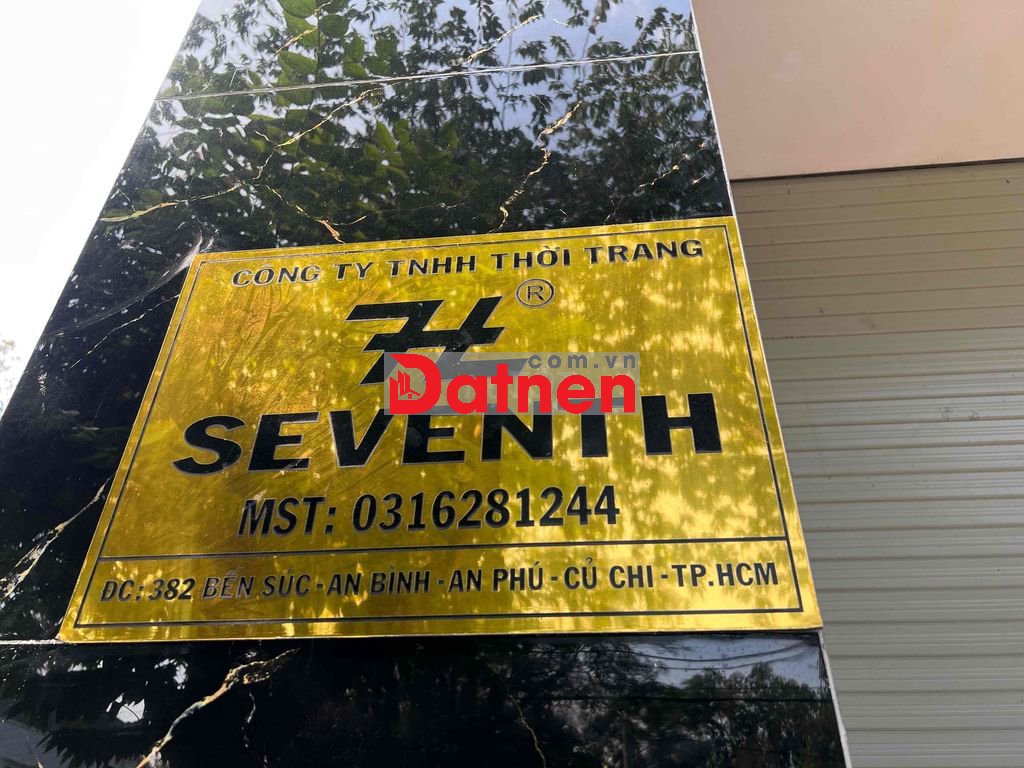 CÔNG TY TNHH THỜI TRANG
®
com.vn
Datnen
SEVENTH
MST: 0316281244
ĐC: 382 BẾN SÚC - AN BÌNH - AN PHÚ - CỦ CHI - TP.HCM